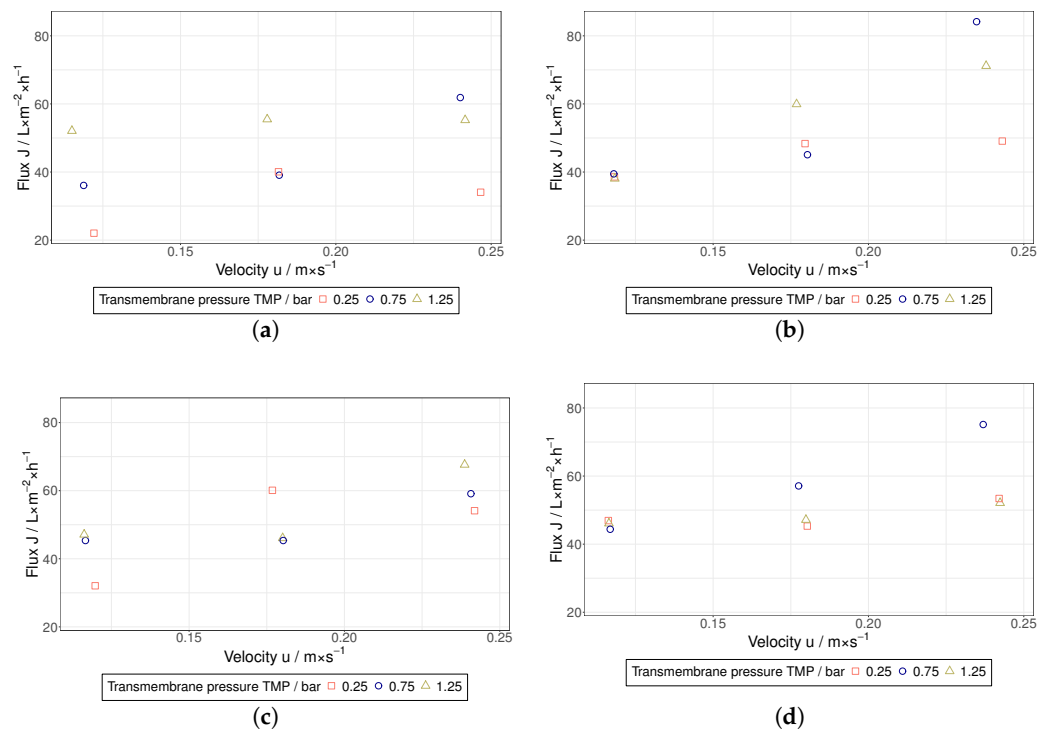 80
60
40
20
Flux J / L×m⁻²×h⁻¹
0.15 0.20 0.25
Velocity u / m×s⁻¹
Transmembrane pressure TMP / bar 0.25 0.75 1.25
(a)
80
60
40
20
Flux J / L×m⁻²×h⁻¹
0.15 0.20 0.25
Velocity u / m×s⁻¹
Transmembrane pressure TMP / bar 0.25 0.75 1.25
(b)
80
60
40
20
Flux J / L×m⁻²×h⁻¹
0.15 0.20 0.25
Velocity u / m×s⁻¹
Transmembrane pressure TMP / bar 0.25 0.75 1.25
(c)
80
60
40
20
Flux J / L×m⁻²×h⁻¹
0.15 0.20 0.25
Velocity u / m×s⁻¹
Transmembrane pressure TMP / bar 0.25 0.75 1.25
(d)